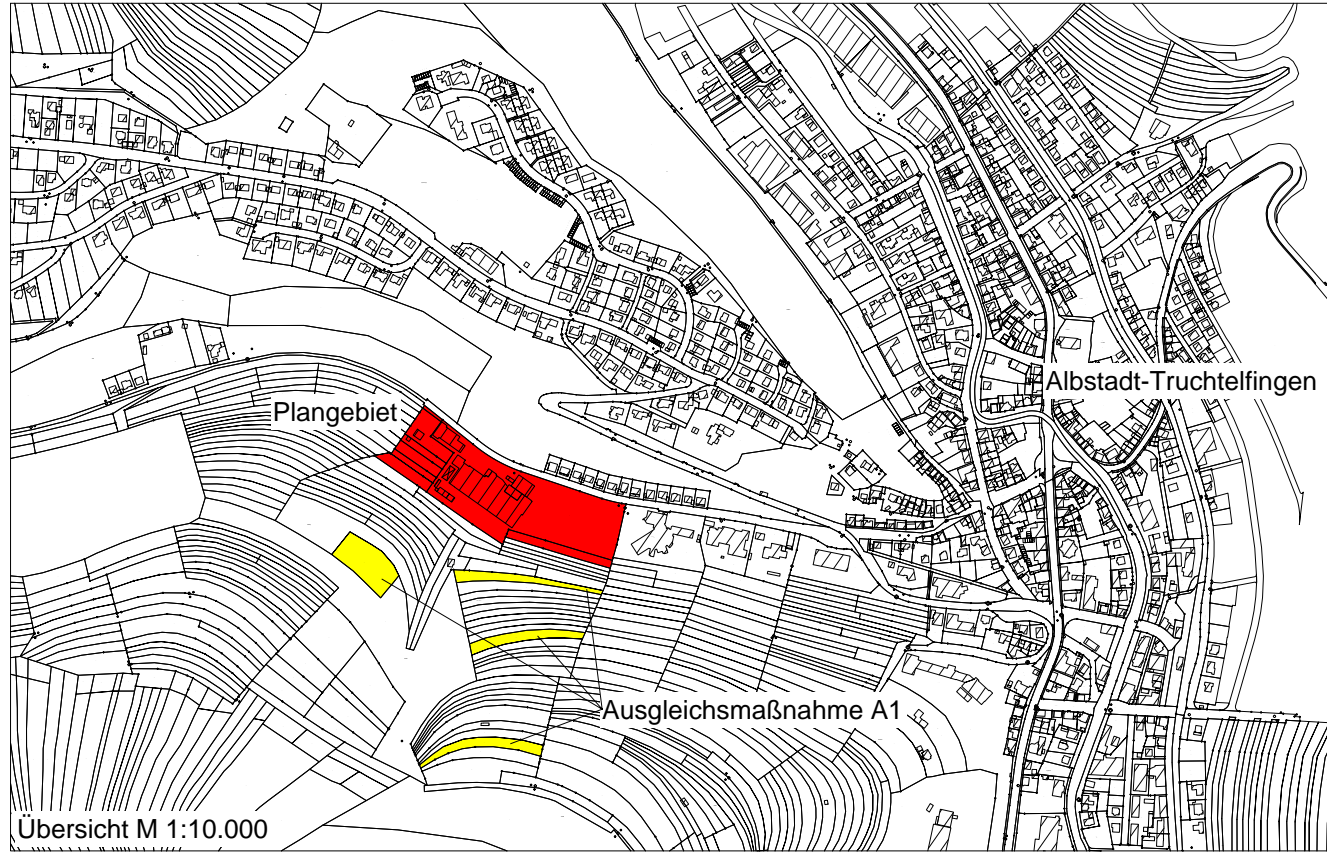 Albstadt-Truchtelfingen
Plangebiet
Ausgleichsmaßnahme A1
Übersicht M 1:10.000